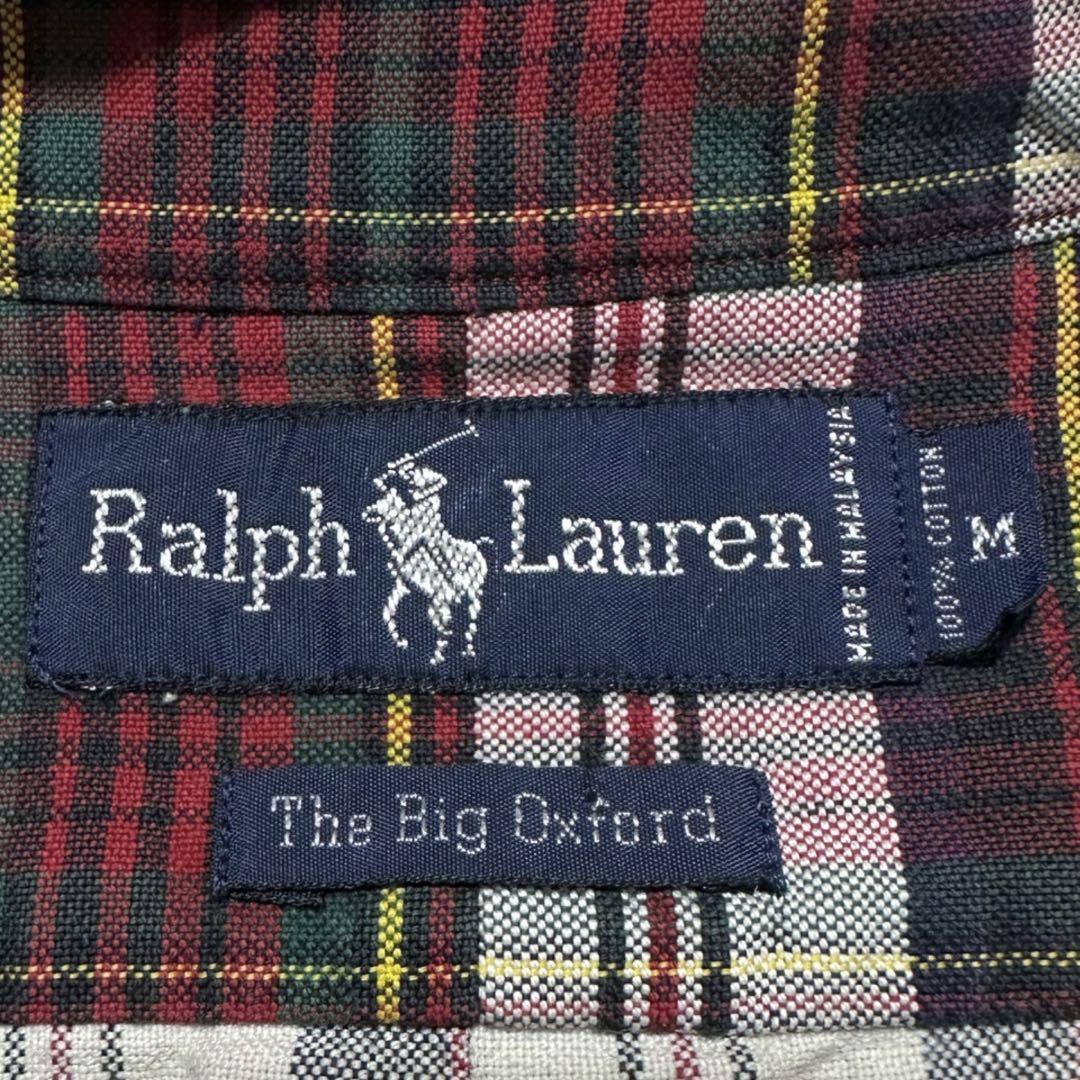 Ralph Lauren
MADE IN MALAYSIA
100% COTTON
M
The Big Oxford